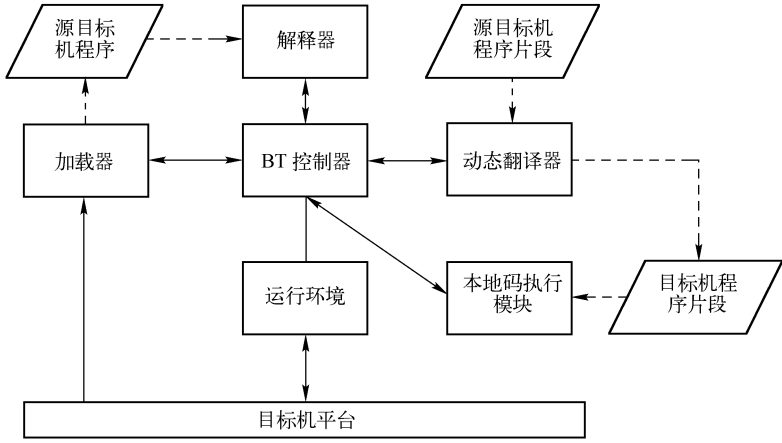 源目标
机程序
解释器
源目标机
程序片段
加载器
BT 控制器
动态翻译器
运行环境
本地码执行
模块
目标机程
序片段
目标机平台